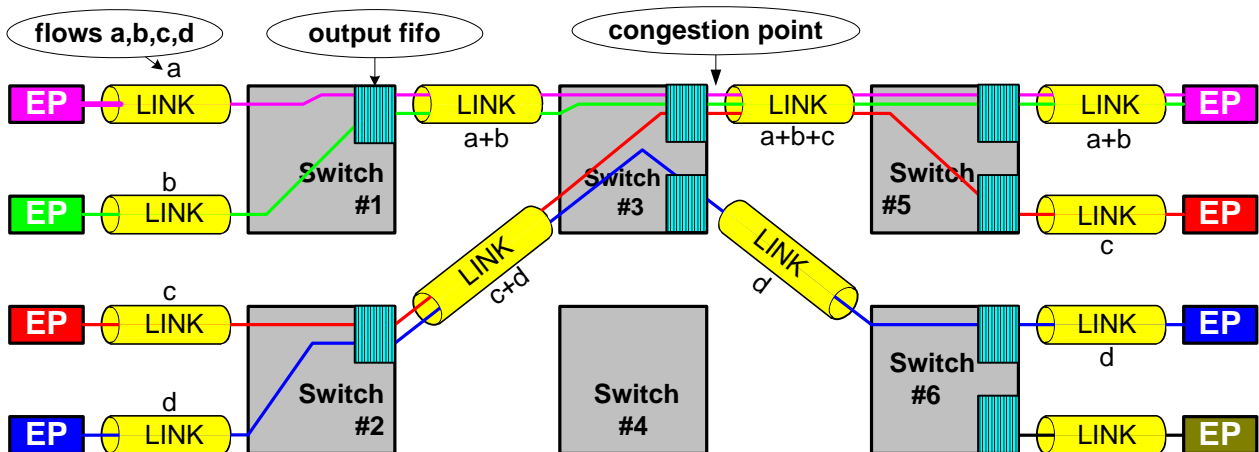 flows a,b,c,d
output fifo
congestion point
a
EP
LINK
LINK
a+b
LINK
a+b+c
LINK
a+b
EP
b
EP
LINK
Switch
#1
Switch
#3
Switch
#5
LINK
c
EP
LINK
c+d
LINK
d
c
EP
LINK
LINK
d
EP
d
EP
LINK
Switch
#2
Switch
#4
Switch
#6
LINK
EP